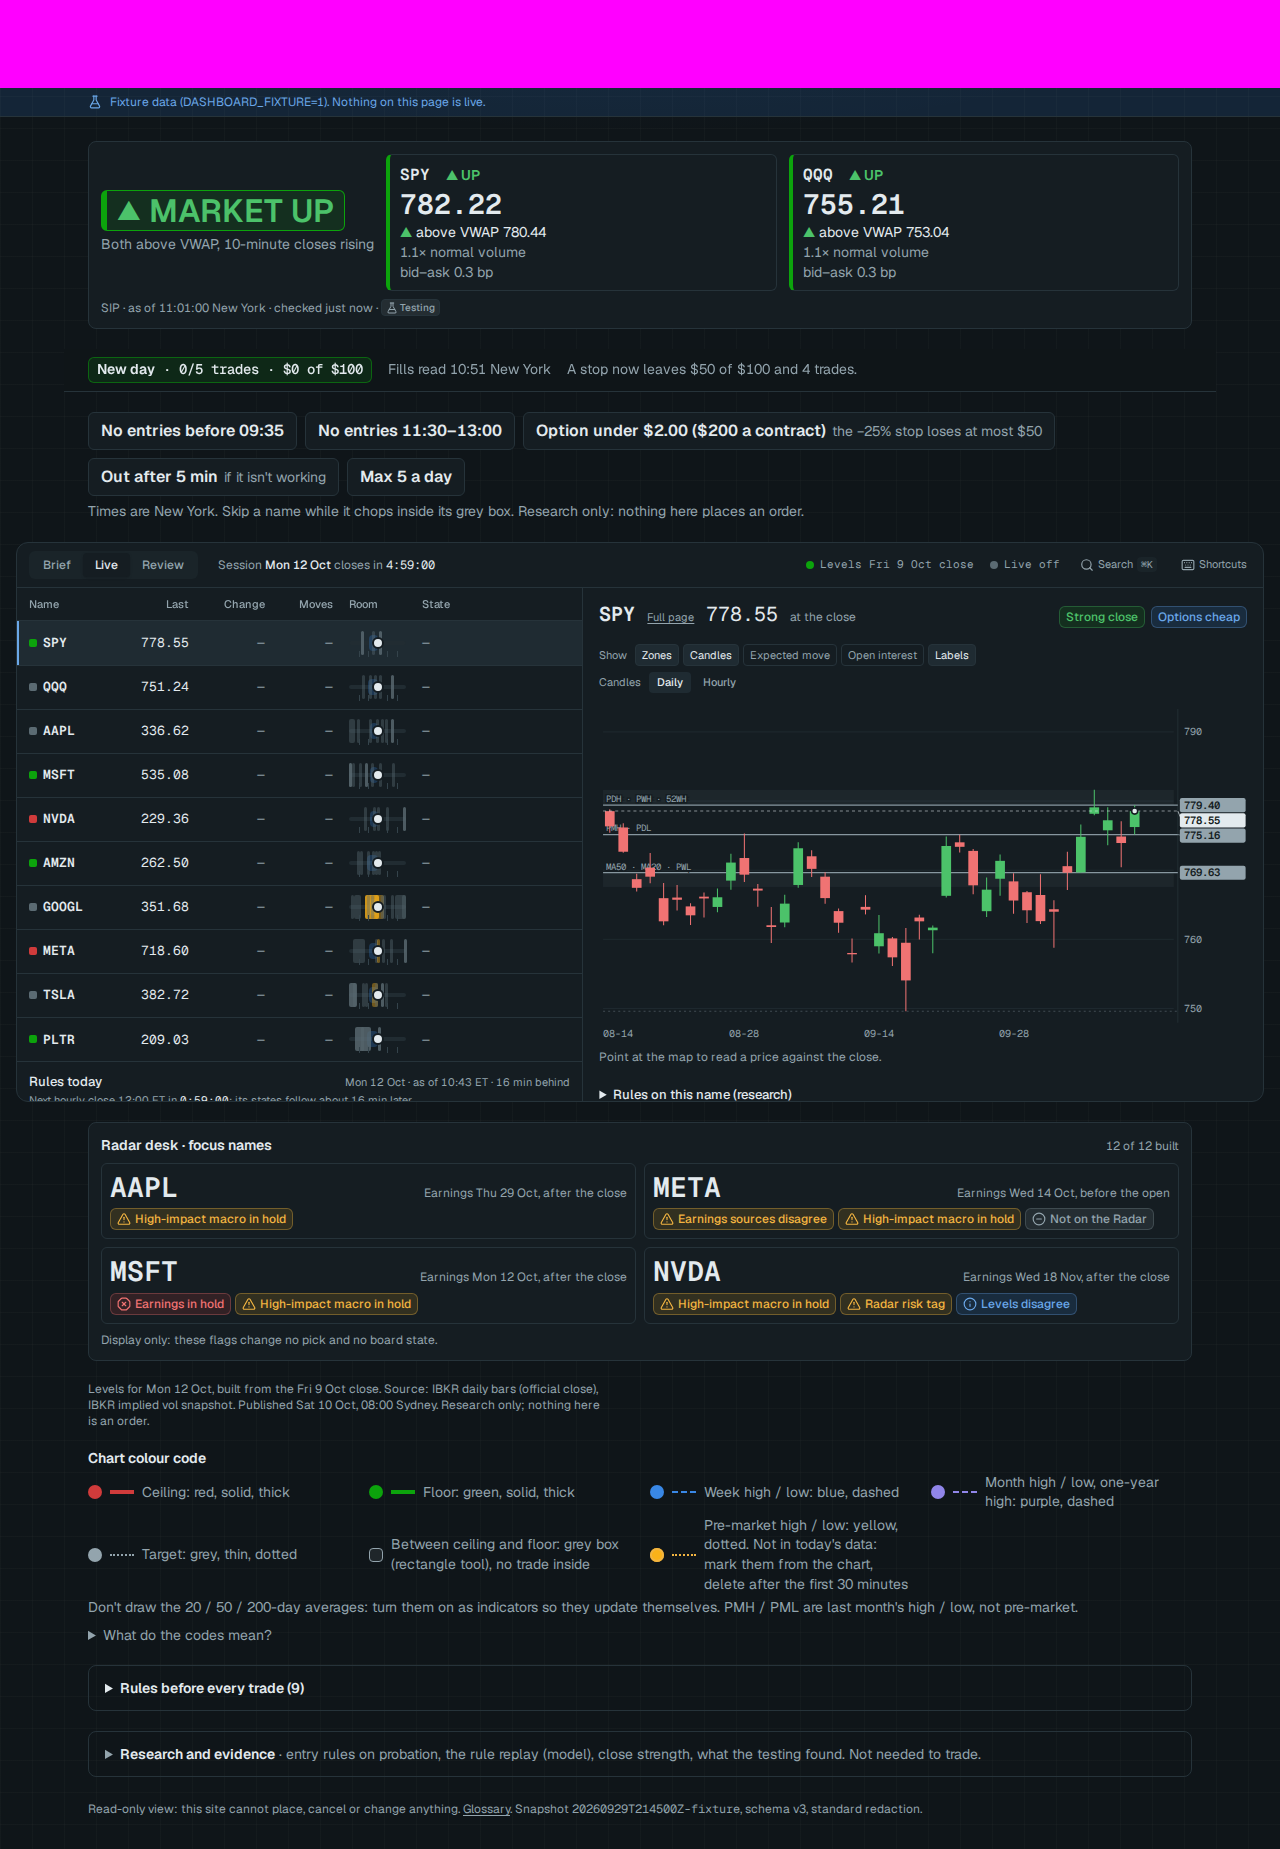 Fixture data (DASHBOARD_FIXTURE=1). Nothing on this page is live.
▲ MARKET UP
Both above VWAP, 10-minute closes rising
SPY ▲ UP
782.22
▲ above VWAP 780.44
1.1× normal volume
bid–ask 0.3 bp
QQQ ▲ UP
755.21
▲ above VWAP 753.04
1.1× normal volume
bid–ask 0.3 bp
SIP · as of 11:01:00 New York · checked just now · Testing
New day · 0/5 trades · $0 of $100 Fills read 10:51 New York A stop now leaves $50 of $100 and 4 trades.
No entries before 09:35 No entries 11:30–13:00 Option under $2.00 ($200 a contract) the −25% stop loses at most $50
Out after 5 min if it isn't working Max 5 a day
Times are New York. Skip a name while it chops inside its grey box. Research only: nothing here places an order.
Brief Live Review Session Mon 12 Oct closes in 4:59:00 Levels Fri 9 Oct close Live off Search ⌘K Shortcuts
Name Last Change Moves Room State
SPY 778.55 – – –
QQQ 751.24 – – –
AAPL 336.62 – – –
MSFT 535.08 – – –
NVDA 229.36 – – –
AMZN 262.50 – – –
GOOGL 351.68 – – –
META 718.60 – – –
TSLA 382.72 – – –
PLTR 209.03 – – –
Rules today Mon 12 Oct · as of 10:43 ET · 16 min behind
Next hourly close 12:00 ET in 0:59:00; its states follow about 16 min later
SPY Full page 778.55 at the close Strong close Options cheap
Show Zones Candles Expected move Open interest Labels
Candles Daily Hourly
790
PDH · PWH · 52WH
779.40
778.55
PMH · PDL
775.16
MA50 · MA20 · PWL
769.63
760
750
08-14 08-28 09-14 09-28
Point at the map to read a price against the close.
▶ Rules on this name (research)
Radar desk · focus names 12 of 12 built
AAPL Earnings Thu 29 Oct, after the close
High-impact macro in hold
META Earnings Wed 14 Oct, before the open
Earnings sources disagree High-impact macro in hold Not on the Radar
MSFT Earnings Mon 12 Oct, after the close
Earnings in hold High-impact macro in hold
NVDA Earnings Wed 18 Nov, after the close
High-impact macro in hold Radar risk tag Levels disagree
Display only: these flags change no pick and no board state.
Levels for Mon 12 Oct, built from the Fri 9 Oct close. Source: IBKR daily bars (official close),
IBKR implied vol snapshot. Published Sat 10 Oct, 08:00 Sydney. Research only; nothing here
is an order.
Chart colour code
Ceiling: red, solid, thick
Floor: green, solid, thick
Week high / low: blue, dashed
Month high / low, one-year
high: purple, dashed
Target: grey, thin, dotted
Between ceiling and floor: grey box
(rectangle tool), no trade inside
Pre-market high / low: yellow,
dotted. Not in today's data:
mark them from the chart,
delete after the first 30 minutes
Don't draw the 20 / 50 / 200-day averages: turn them on as indicators so they update themselves. PMH / PML are last month's high / low, not pre-market.
▶ What do the codes mean?
▶ Rules before every trade (9)
▶ Research and evidence · entry rules on probation, the rule replay (model), close strength, what the testing found. Not needed to trade.
Read-only view: this site cannot place, cancel or change anything. Glossary. Snapshot 20260929T214500Z-fixture, schema v3, standard redaction.